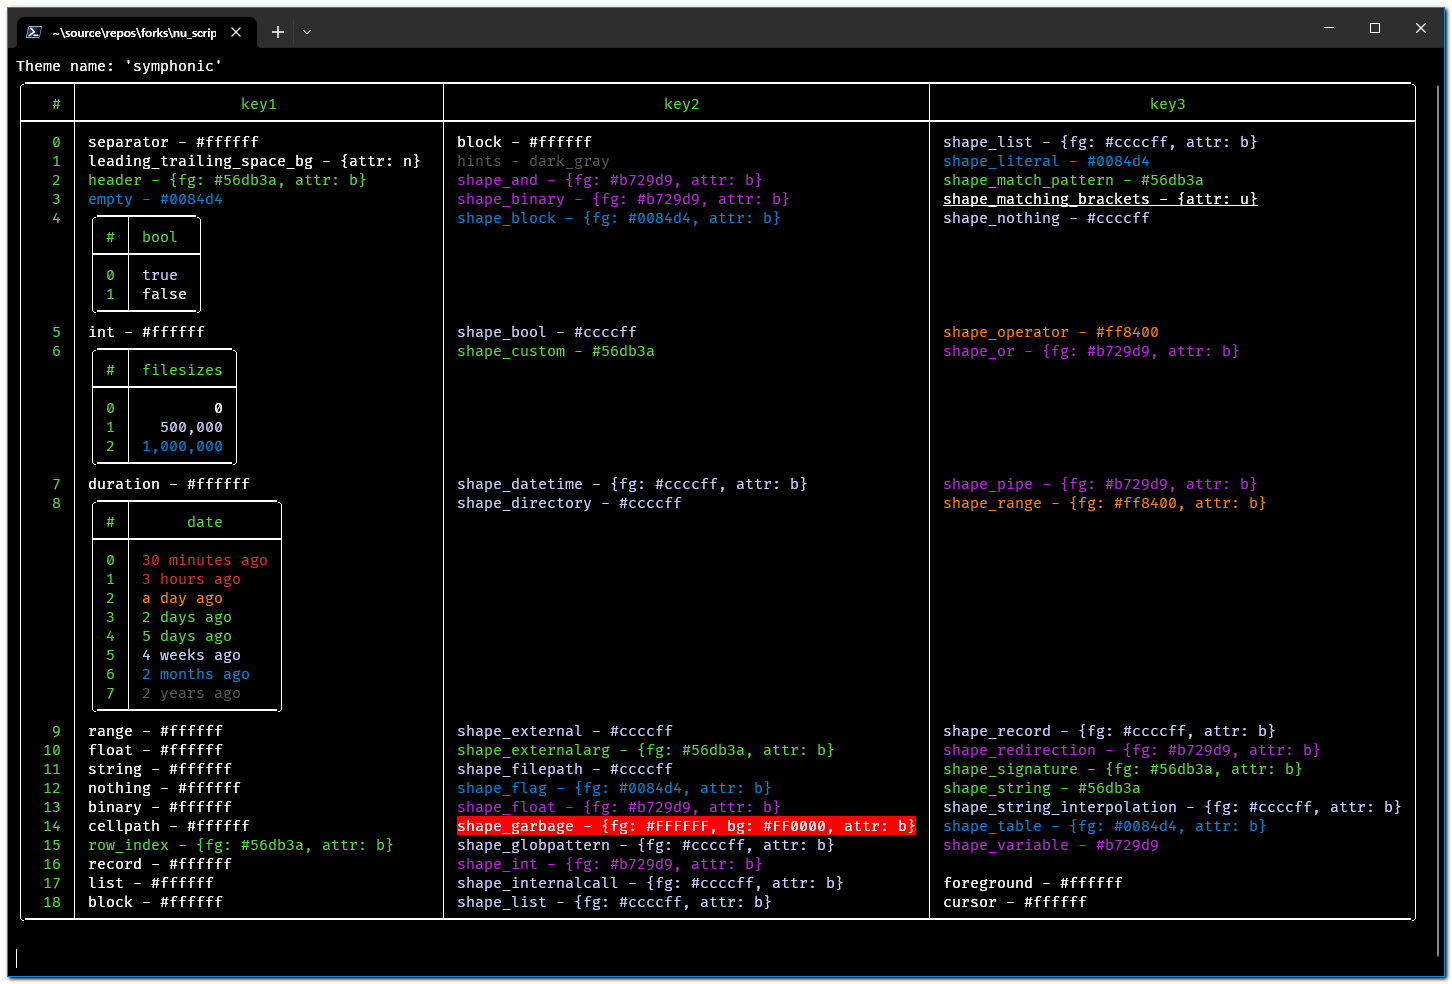 ~\source\repos\forks\nu_scrip
Theme name: 'symphonic'
# key1 key2 key3
0 separator - #ffffff block - #ffffff shape_list - {fg: #ccccff, attr: b}
1 leading_trailing_space_bg - {attr: n} hints - dark_gray shape_literal - #0084d4
2 header - {fg: #56db3a, attr: b} shape_and - {fg: #b729d9, attr: b} shape_match_pattern - #56db3a
3 empty - #0084d4 shape_binary - {fg: #b729d9, attr: b} shape_matching_brackets - {attr: u}
4 shape_block - {fg: #0084d4, attr: b} shape_nothing - #ccccff
# bool
0 true
1 false
5 int - #ffffff shape_bool - #ccccff shape_operator - #ff8400
6 shape_custom - #56db3a shape_or - {fg: #b729d9, attr: b}
# filesizes
0 0
1 500,000
2 1,000,000
7 duration - #ffffff shape_datetime - {fg: #ccccff, attr: b} shape_pipe - {fg: #b729d9, attr: b}
8 shape_directory - #ccccff shape_range - {fg: #ff8400, attr: b}
# date
0 30 minutes ago
1 3 hours ago
2 a day ago
3 2 days ago
4 5 days ago
5 4 weeks ago
6 2 months ago
7 2 years ago
9 range - #ffffff shape_external - #ccccff shape_record - {fg: #ccccff, attr: b}
10 float - #ffffff shape_externalarg - {fg: #56db3a, attr: b} shape_redirection - {fg: #b729d9, attr: b}
11 string - #ffffff shape_filepath - #ccccff shape_signature - {fg: #56db3a, attr: b}
12 nothing - #ffffff shape_flag - {fg: #0084d4, attr: b} shape_string - #56db3a
13 binary - #ffffff shape_float - {fg: #b729d9, attr: b} shape_string_interpolation - {fg: #ccccff, attr: b}
14 cellpath - #ffffff shape_garbage - {fg: #FFFFFF, bg: #FF0000, attr: b} shape_table - {fg: #0084d4, attr: b}
15 row_index - {fg: #56db3a, attr: b} shape_globpattern - {fg: #ccccff, attr: b} shape_variable - #b729d9
16 record - #ffffff shape_int - {fg: #b729d9, attr: b}
17 list - #ffffff shape_internalcall - {fg: #ccccff, attr: b} foreground - #ffffff
18 block - #ffffff shape_list - {fg: #ccccff, attr: b} cursor - #ffffff